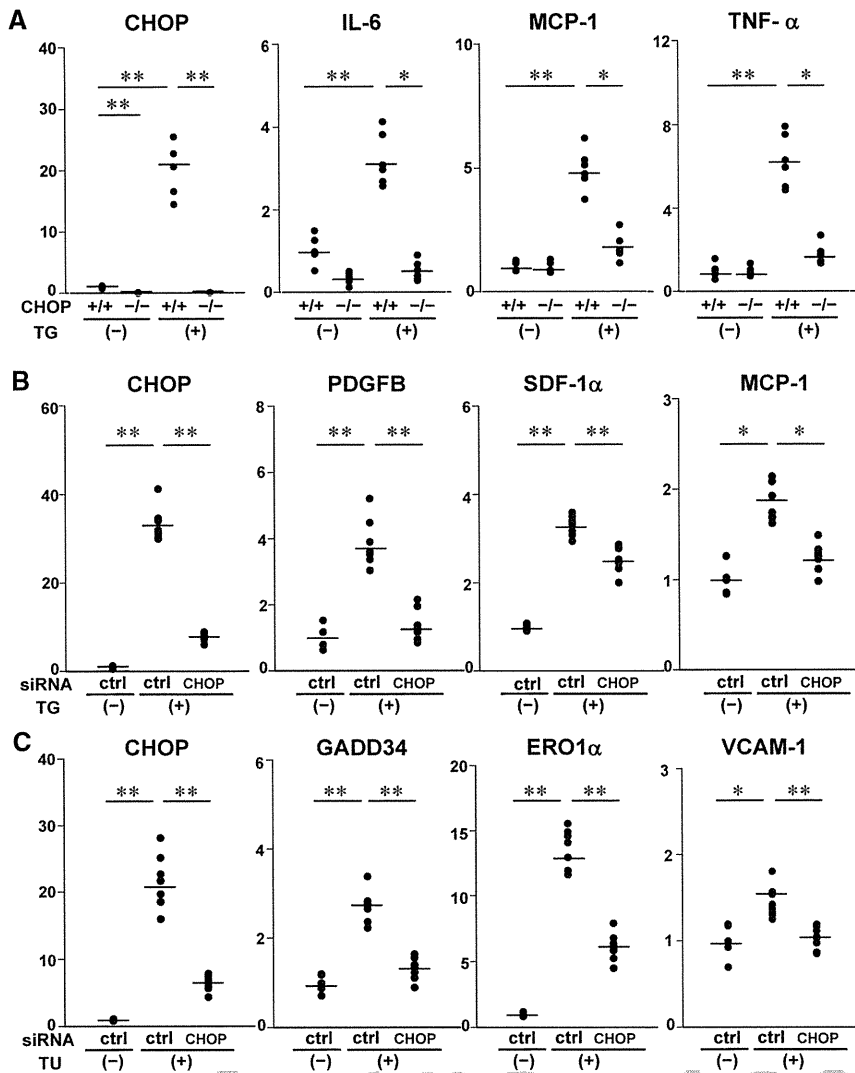 A
CHOP IL-6 MCP-1 TNF- α
40 6 10 12
** ** ** * ** * ** *
30 4 8
**
20 5
2 4
10
0 0 0 0
CHOP +/+ −/− +/+ −/− +/+ −/− +/+ −/− +/+ −/− +/+ −/− +/+ −/− +/+ −/−
TG (−) (+) (−) (+) (−) (+) (−) (+)
B
CHOP PDGFB SDF-1α MCP-1
60 8 6 3
** ** ** ** ** ** * *
40 6 4 2
4
20 2 1
2
0 0 0 0
siRNA ctrl ctrl CHOP ctrl ctrl CHOP ctrl ctrl CHOP ctrl ctrl CHOP
TG (−) (+) (−) (+) (−) (+) (−) (+)
C
CHOP GADD34 ERO1α VCAM-1
40 6 20 3
** ** ** ** ** ** * **
30 4 15 2
20 10
2 1
10 5
0 0 0 0
siRNA ctrl ctrl CHOP ctrl ctrl CHOP ctrl ctrl CHOP ctrl ctrl CHOP
TU (−) (+) (−) (+) (−) (+) (−) (+)